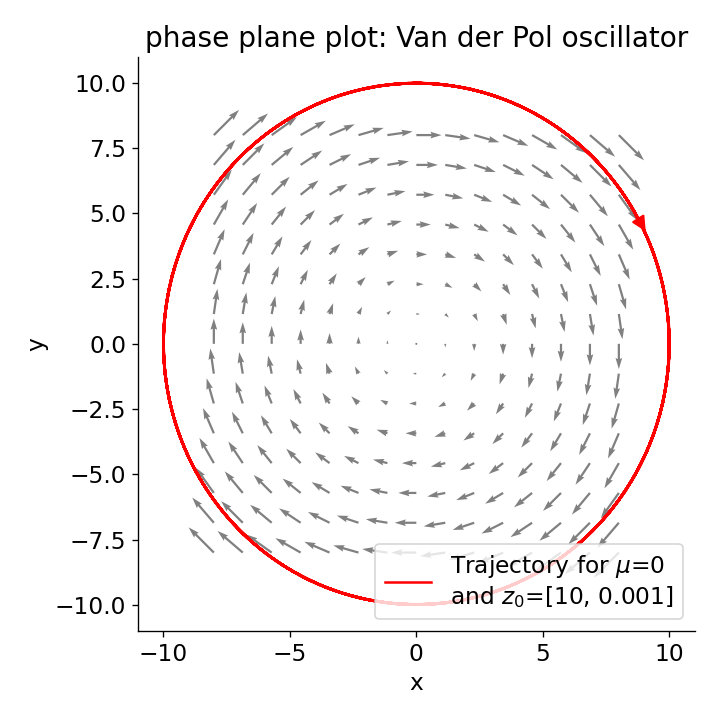 phase plane plot: Van der Pol oscillator
10.0
7.5
5.0
2.5
0.0
−2.5
−5.0
−7.5
−10.0
y
Trajectory for μ=0
and z₀=[10, 0.001]
−10
−5
0
5
10
x